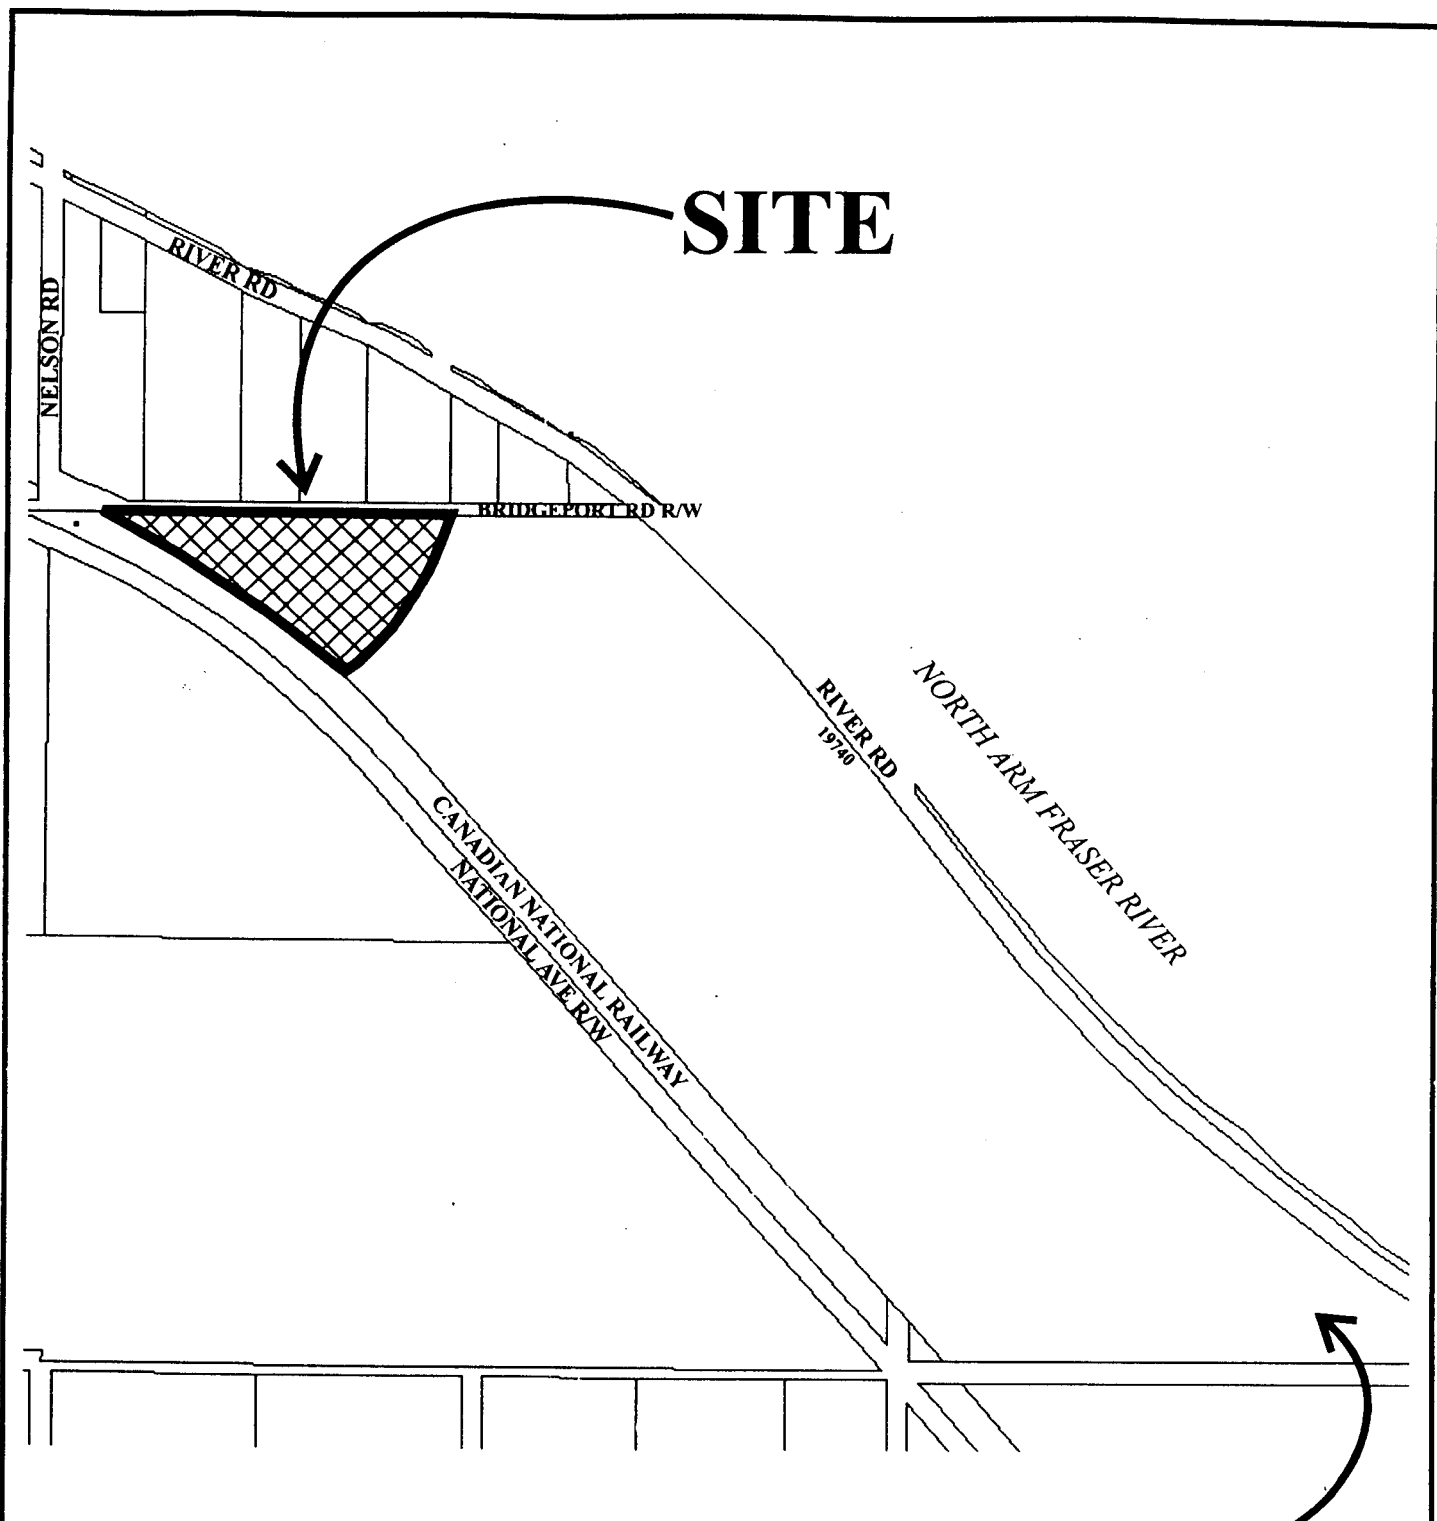 SITE
RIVER RD
NELSON RD
BRIDGEPORT RD R/W
RIVER RD
19740
NORTH ARM FRASER RIVER
CANADIAN NATIONAL RAILWAY
NATIONAL AVE R/W